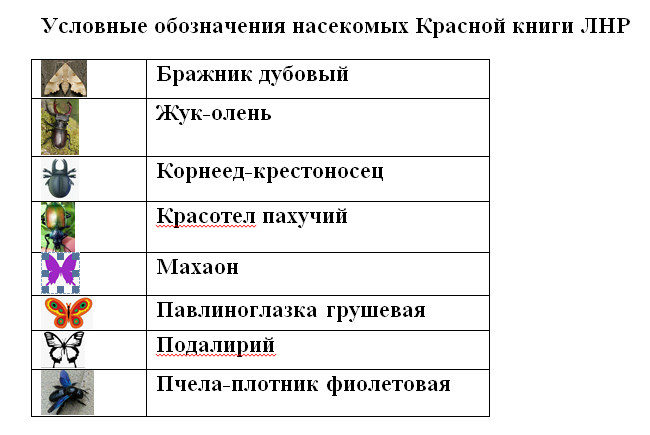 Условные обозначения насекомых Красной книги ЛНР
Бражник дубовый
Жук-олень
Корнеед-крестоносец
Красотел пахучий
Махаон
Павлиноглазка грушевая
Подалирий
Пчела-плотник фиолетовая